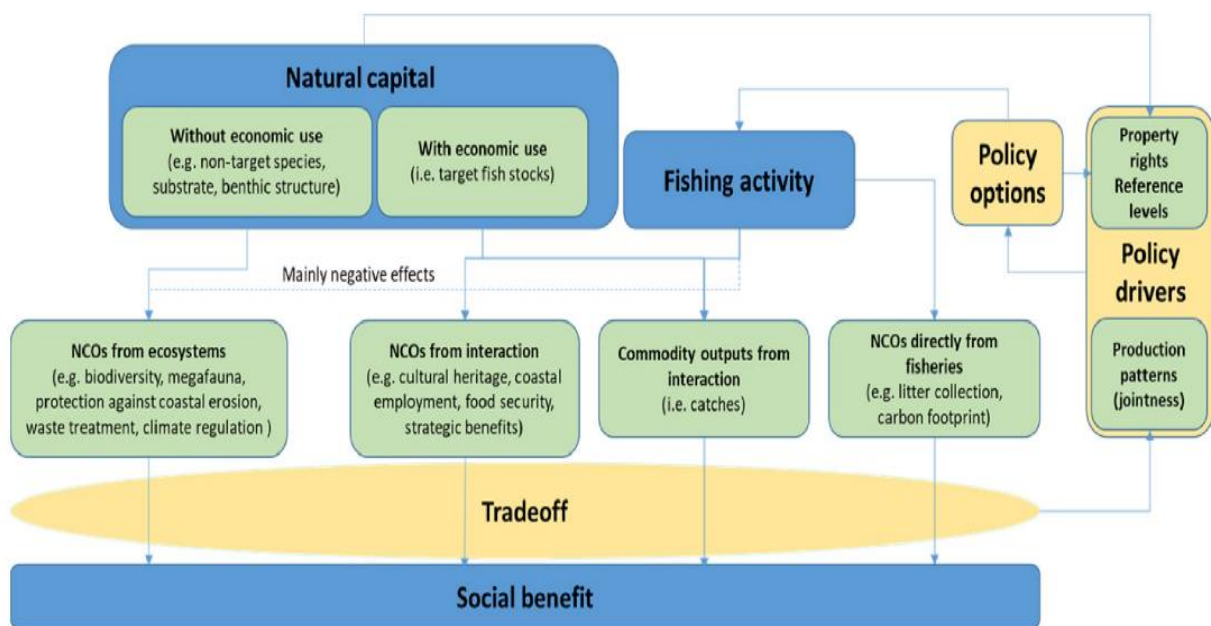 Natural capital
Without economic use
(e.g. non-target species,
substrate, benthic structure)
With economic use
(i.e. target fish stocks)
Fishing activity
Policy
options
Property
rights
Reference
levels
Policy
drivers
Production
patterns
(jointness)
Mainly negative effects
NCOs from ecosystems
(e.g. biodiversity, megafauna,
protection against coastal erosion,
waste treatment, climate regulation )
NCOs from interaction
(e.g. cultural heritage, coastal
employment, food security,
strategic benefits)
Commodity outputs from
interaction
(i.e. catches)
NCOs directly from
fisheries
(e.g. litter collection,
carbon footprint)
Tradeoff
Social benefit